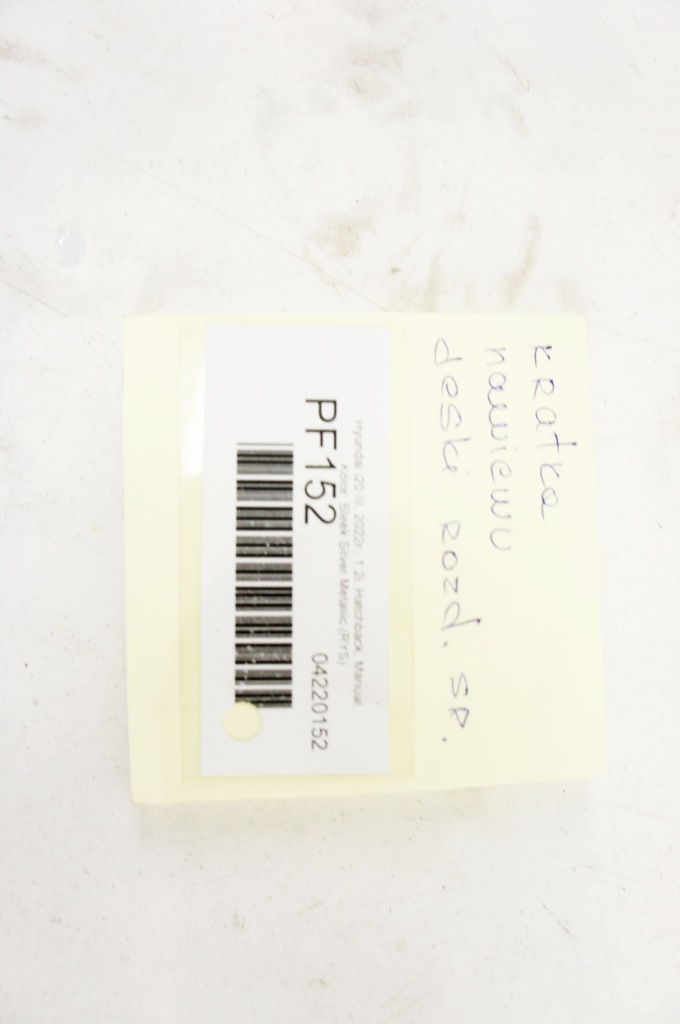 kratka
nawiewu
deski rozd. sp.
Hyundai i20 III, 2022r., 1.2i, Hatchback, Manual,
Kolor: Sleek Silver Metallic (RYS)
PF152
04220152